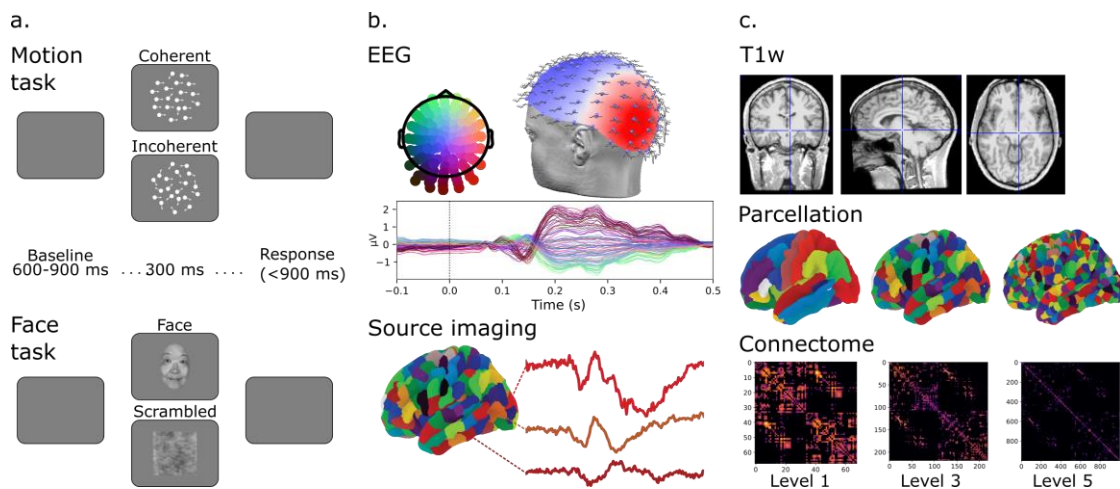 a.
Motion
task
Coherent
Incoherent
Baseline
600-900 ms
...300 ms ....
Response
(<900 ms)
Face
task
Face
Scrambled
b.
EEG
μV
2
1
0
−1
−0.1 0.0 0.1 0.2 0.3 0.4 0.5
Time (s)
Source imaging
c.
T1w
Parcellation
Connectome
0
10
20
30
40
50
60
0 20 40 60
Level 1
0
50
100
150
200
0 100 200
Level 3
0
200
400
600
800
0 200 400 600 800
Level 5